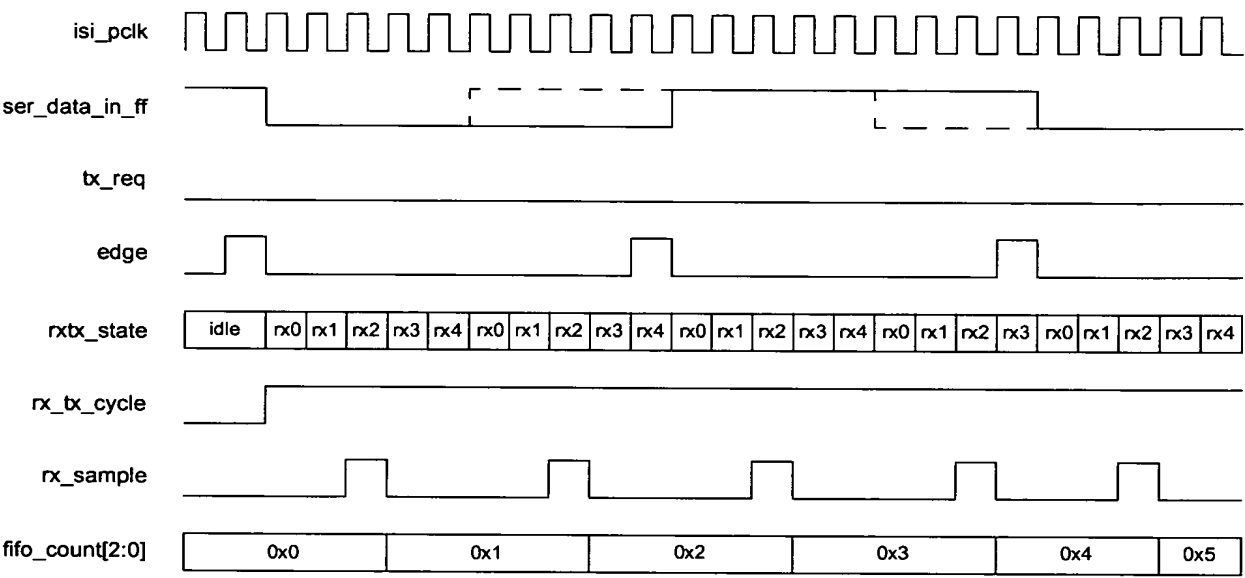 isi_pclk
ser_data_in_ff
tx_req
edge
rxtx_state idle rx0 rx1 rx2 rx3 rx4 rx0 rx1 rx2 rx3 rx4 rx0 rx1 rx2 rx3 rx4 rx0 rx1 rx2 rx3 rx0 rx1 rx2 rx3 rx4
rx_tx_cycle
rx_sample
fifo_count[2:0] 0x0 0x1 0x2 0x3 0x4 0x5